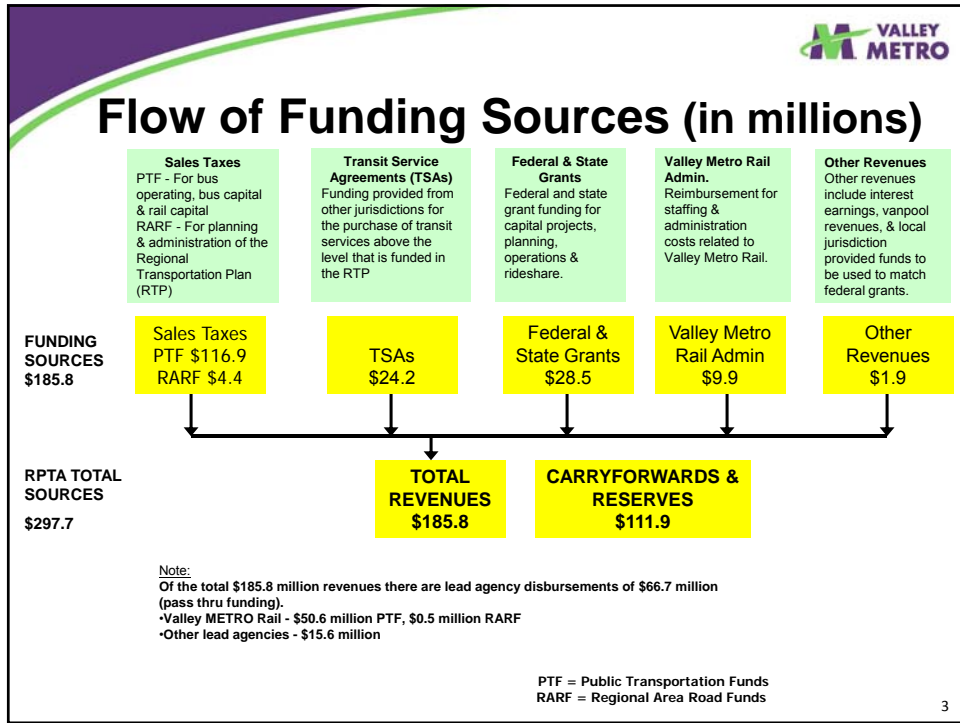 VALLEY
METRO
Flow of Funding Sources (in millions)
Sales Taxes
PTF - For bus
operating, bus capital
& rail capital
RARF - For planning
& administration of the
Regional
Transportation Plan
(RTP)
Transit Service
Agreements (TSAs)
Funding provided from
other jurisdictions for
the purchase of transit
services above the
level that is funded in
the RTP
Federal & State
Grants
Federal and state
grant funding for
capital projects,
planning,
operations &
rideshare.
Valley Metro Rail
Admin.
Reimbursement for
staffing &
administration
costs related to
Valley Metro Rail.
Other Revenues
Other revenues
include interest
earnings, vanpool
revenues, & local
jurisdiction
provided funds to
be used to match
federal grants.
FUNDING
SOURCES
$185.8
Sales Taxes
PTF $116.9
RARF $4.4
TSAs
$24.2
Federal &
State Grants
$28.5
Valley Metro
Rail Admin
$9.9
Other
Revenues
$1.9
RPTA TOTAL
SOURCES
$297.7
TOTAL
REVENUES
$185.8
CARRYFORWARDS &
RESERVES
$111.9
Note:
Of the total $185.8 million revenues there are lead agency disbursements of $66.7 million
(pass thru funding).
•Valley METRO Rail - $50.6 million PTF, $0.5 million RARF
•Other lead agencies - $15.6 million
PTF = Public Transportation Funds
RARF = Regional Area Road Funds
3